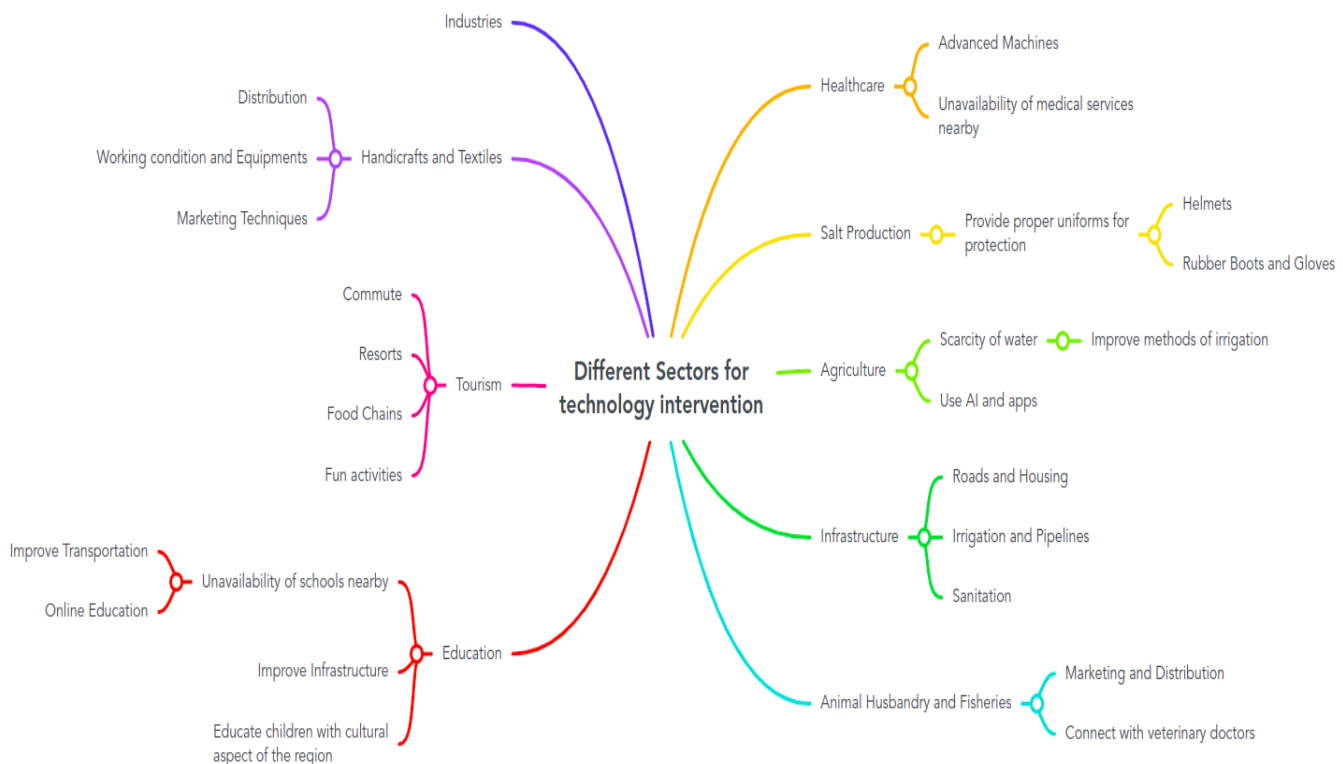 Different Sectors for
technology intervention
Industries
Handicrafts and Textiles
Distribution
Working condition and Equipments
Marketing Techniques
Tourism
Commute
Resorts
Food Chains
Fun activities
Education
Unavailability of schools nearby
Improve Transportation
Online Education
Improve Infrastructure
Educate children with cultural
aspect of the region
Healthcare
Advanced Machines
Unavailability of medical services
nearby
Salt Production
Provide proper uniforms for
protection
Helmets
Rubber Boots and Gloves
Agriculture
Scarcity of water
Improve methods of irrigation
Use AI and apps
Infrastructure
Roads and Housing
Irrigation and Pipelines
Sanitation
Animal Husbandry and Fisheries
Marketing and Distribution
Connect with veterinary doctors